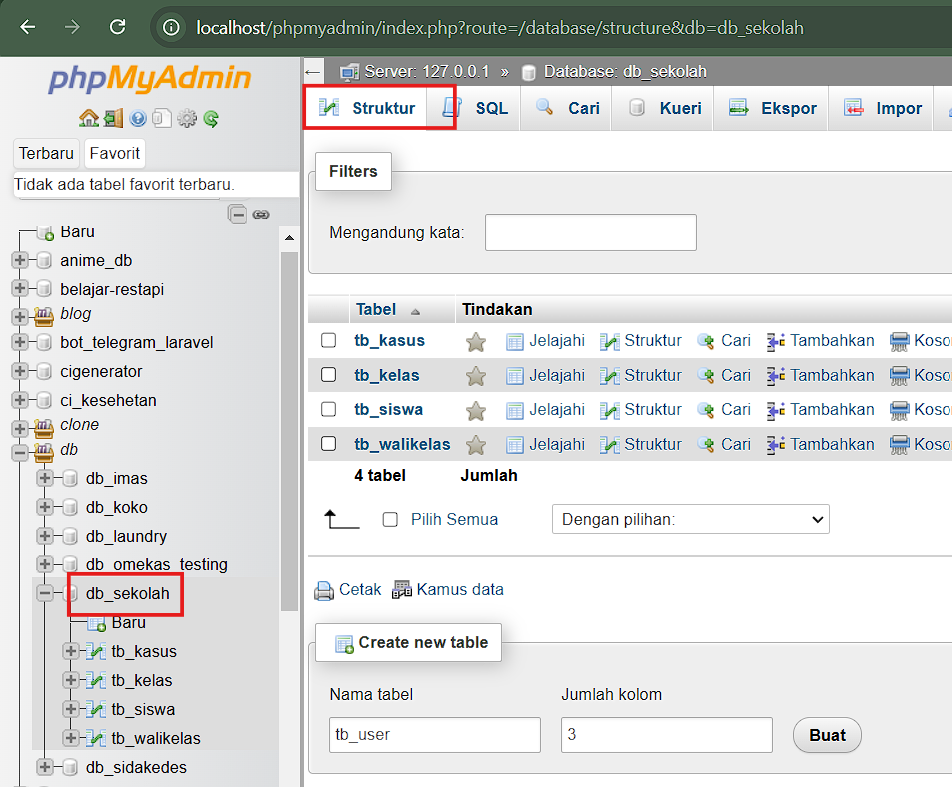 localhost/phpmyadmin/index.php?route=/database/structure&db=db_sekolah
phpMyAdmin
Terbaru Favorit
Tidak ada tabel favorit terbaru.
Baru
anime_db
belajar-restapi
blog
bot_telegram_laravel
cigenerator
ci_kesehatan
clone
db
db_imas
db_koko
db_laundry
db_omekas_testing
db_sekolah
Baru
tb_kasus
tb_kelas
tb_siswa
tb_walikelas
db_sidakedes
Server: 127.0.0.1 » Database: db_sekolah
Struktur SQL Cari Kueri Ekspor Impor
Filters
Mengandung kata:
Tabel Tindakan
tb_kasus Jelajahi Struktur Cari Tambahkan Koso
tb_kelas Jelajahi Struktur Cari Tambahkan Koso
tb_siswa Jelajahi Struktur Cari Tambahkan Koso
tb_walikelas Jelajahi Struktur Cari Tambahkan Koso
4 tabel Jumlah
Pilih Semua Dengan pilihan:
Cetak Kamus data
Create new table
Nama tabel Jumlah kolom
tb_user 3 Buat